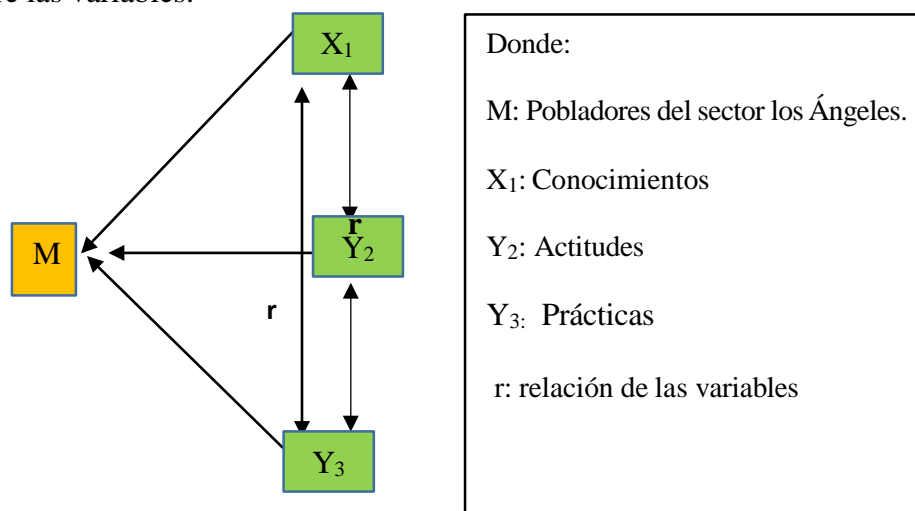 re las variables.
X₁
r
Y₂
M
r
Y₃
Donde:
M: Pobladores del sector los Ángeles.
X₁: Conocimientos
Y₂: Actitudes
Y₃: Prácticas
r: relación de las variables